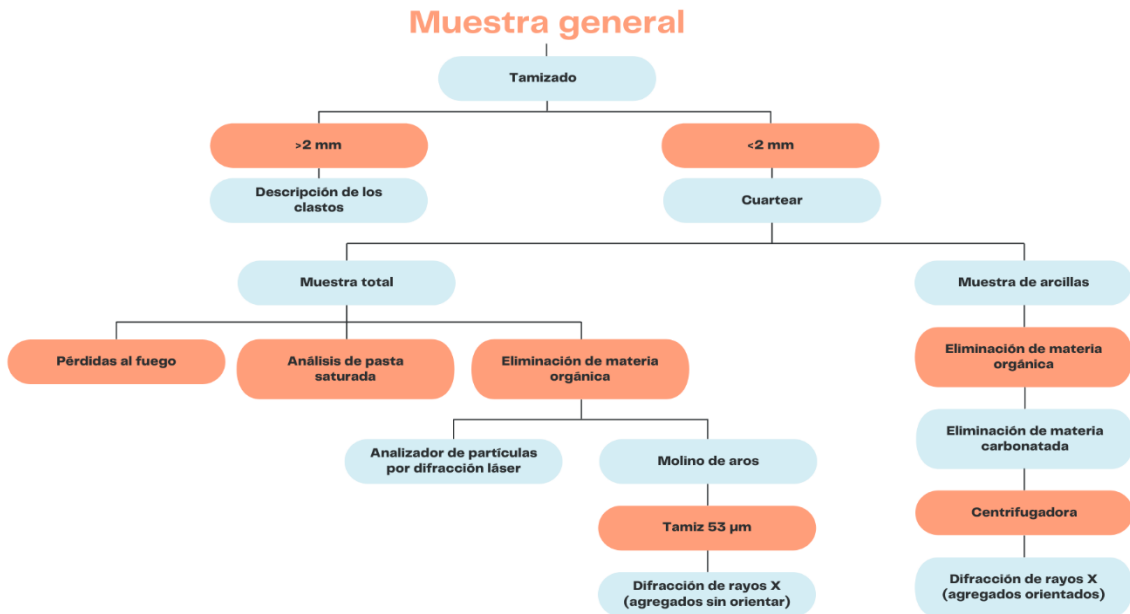 Muestra general
Tamizado
>2 mm
<2 mm
Descripción de los
clastos
Cuartear
Muestra total
Muestra de arcillas
Pérdidas al fuego
Análisis de pasta
saturada
Eliminación de materia
orgánica
Eliminación de materia
orgánica
Analizador de partículas
por difracción láser
Molino de aros
Eliminación de materia
carbonatada
Tamiz 53 µm
Centrifugadora
Difracción de rayos X
(agregados sin orientar)
Difracción de rayos X
(agregados orientados)